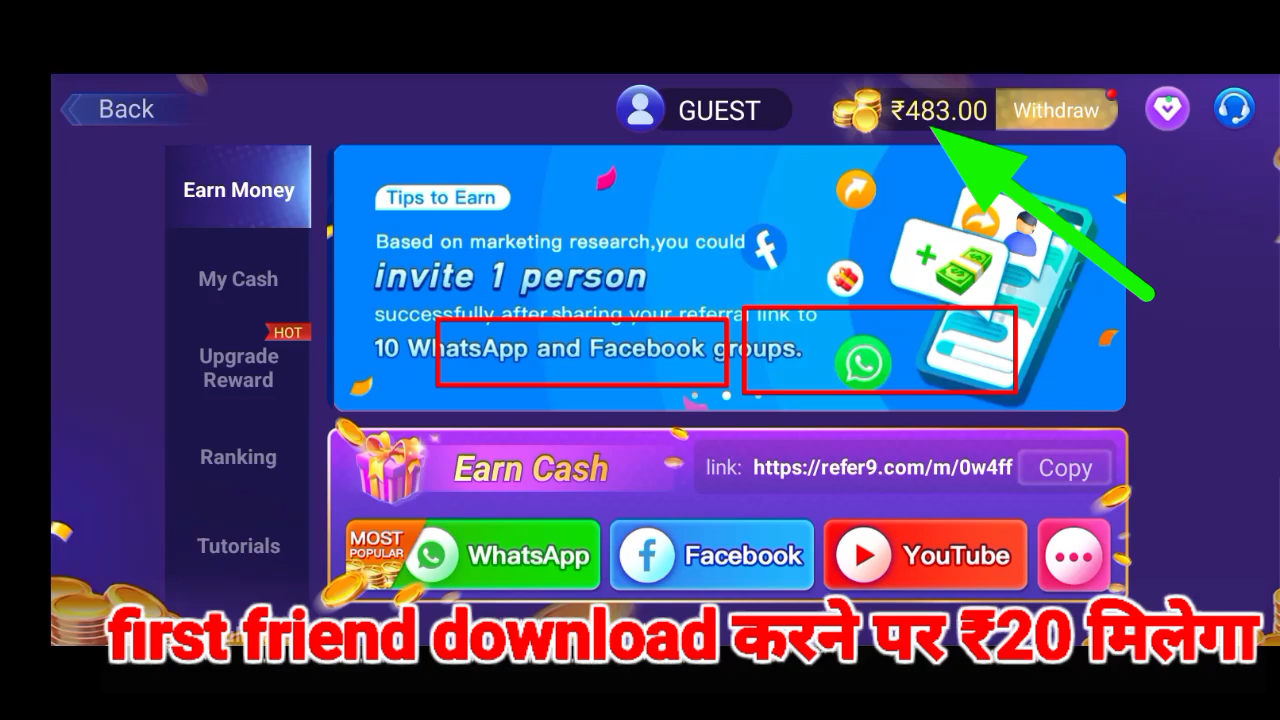 Back
GUEST
₹483.00
Withdraw
Earn Money
My Cash
HOT
Upgrade
Reward
Ranking
Tutorials
Tips to Earn
Based on marketing research,you could
invite 1 person
successfully after sharing your referral link to
10 WhatsApp and Facebook groups.
Earn Cash
link: https://refer9.com/m/0w4ff
Copy
MOST
POPULAR
WhatsApp
Facebook
YouTube
first friend download करने पर ₹20 मिलेगा